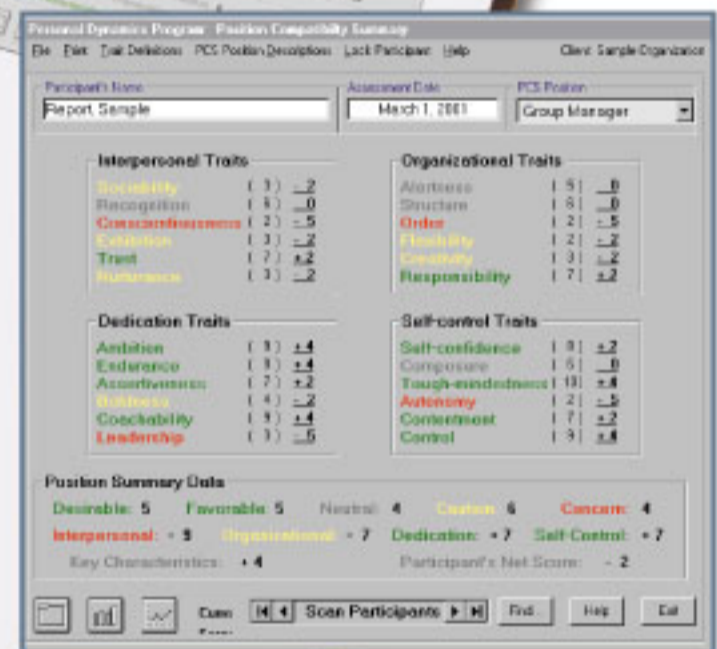 Personal Dynamics Program Position Compatibility Summary
File Print Trait Definitions PCS Position Descriptions Lock Participant Help Client: Sample Organization
Participant's Name Assessment Date PCS Position
Report, Sample March 1, 2001 Group Manager
Interpersonal Traits
Sociability ( 3 ) - 2
Recognition ( 6 ) 0
Conscientiousness ( 2 ) - 5
Exhibition ( 3 ) - 2
Trust ( 7 ) +2
Nurturance ( 3 ) - 2
Organizational Traits
Alertness 0
Structure ( 6 ) 0
Order ( 2 ) - 5
Flexibility ( 2 ) - 2
Creativity ( 3 ) - 2
Responsibility ( 7 ) +2
Dedication Traits
Ambition +4
Endurance +4
Assertiveness ( 7 ) +2
Boldness ( 4 ) - 2
Coachability ( 9 ) +4
Leadership ( 3 ) - 5
Self-control Traits
Self-confidence ( 8 ) +2
Composure 0
Tough-mindedness ( 10 ) +4
Autonomy ( 2 ) - 5
Contentment ( 7 ) +2
Control ( 9 ) +4
Position Summary Data
Desirable: 5 Favorable: 5 Neutral: 4 Caution: 6 Concern: 4
Interpersonal: - 9 Organizational: - 7 Dedication: + 7 Self-Control: + 7
Key Characteristics: + 4 Participant's Net Score: - 2
Scan Participants Find... Help Exit